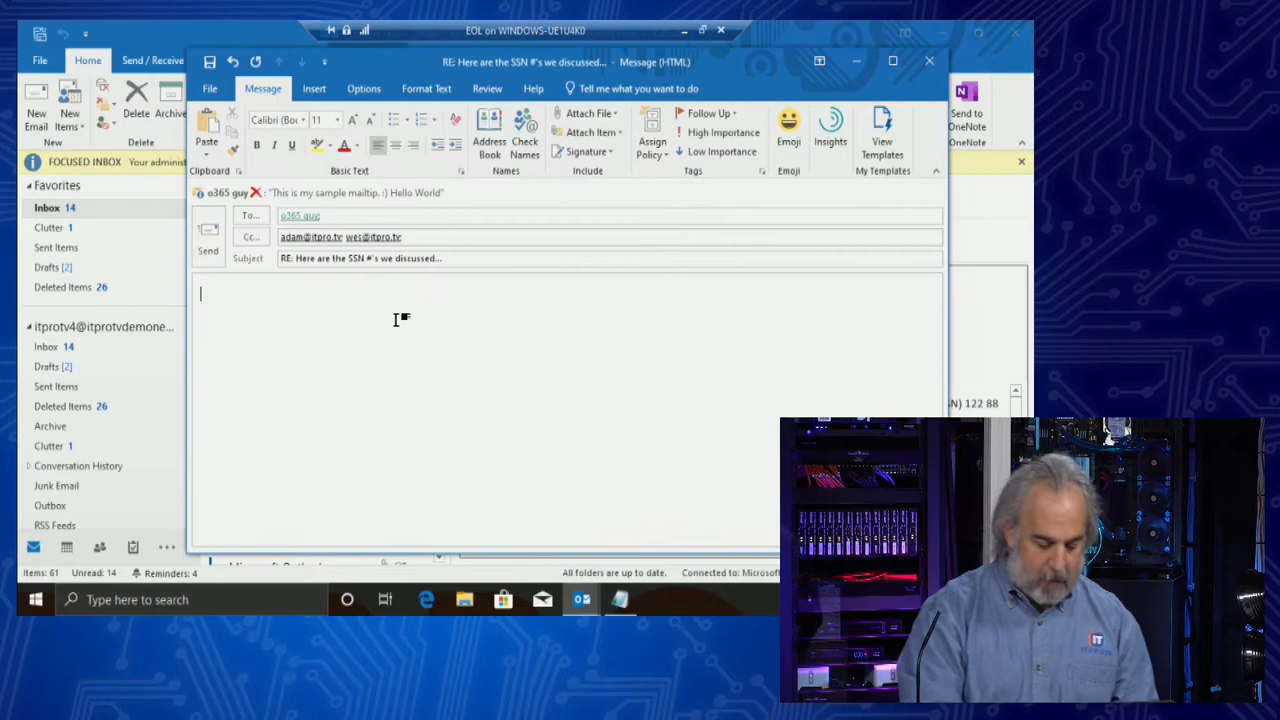 EOL on WINDOWS-UE1U4K0
RE: Here are the SSN #'s we discussed... - Message (HTML)
File Home Send / Receive
File Message Insert Options Format Text Review Help Tell me what you want to do
New Email
New Items
Delete
Archive
Delete
Paste
Clipboard
Calibri (Bo 11
B I U
Basic Text
Address Book
Check Names
Names
Attach File
Attach Item
Signature
Include
Assign Policy
Follow Up
High Importance
Low Importance
Tags
Emoji
Emoji
Insights
View Templates
My Templates
Send to OneNote
OneNote
FOCUSED INBOX Your administ
Favorites
Inbox 14
Clutter 1
Sent Items
Drafts [2]
Deleted Items 26
itprotv4@itprotvdemone...
Inbox 14
Drafts [2]
Sent Items
Deleted Items 26
Archive
Clutter 1
Conversation History
Junk Email
Outbox
RSS Feeds
o365 guy : "This is my sample mailtip. :) Hello World"
Send
To... o365 guy;
Cc... adam@itpro.tv; wes@itpro.tv;
Subject RE: Here are the SSN #'s we discussed...
SN) 122 88
Items: 61 Unread: 14 Reminders: 4 All folders are up to date. Connected to: Microsof
Type here to search
IT